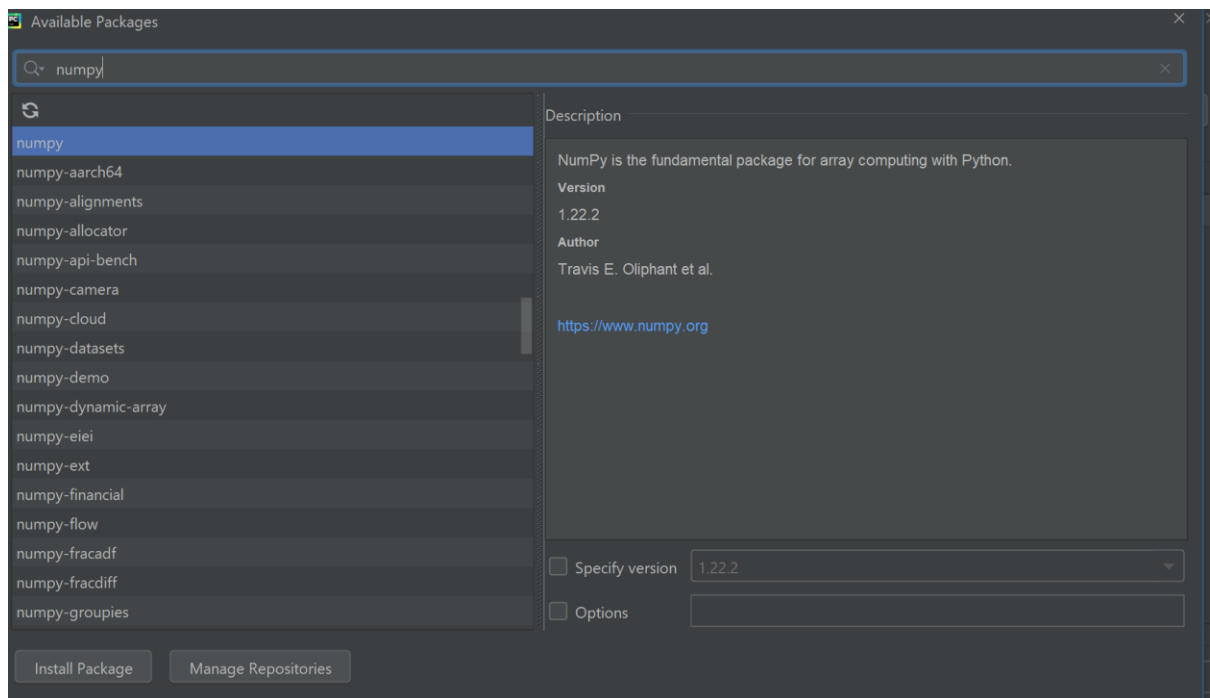 PC Available Packages
numpy
Description
numpy
numpy-aarch64
numpy-alignments
numpy-allocator
numpy-api-bench
numpy-camera
numpy-cloud
numpy-datasets
numpy-demo
numpy-dynamic-array
numpy-eiei
numpy-ext
numpy-financial
numpy-flow
numpy-fracadf
numpy-fracdiff
numpy-groupies
NumPy is the fundamental package for array computing with Python.
Version
1.22.2
Author
Travis E. Oliphant et al.
https://www.numpy.org
Specify version 1.22.2
Options
Install Package Manage Repositories